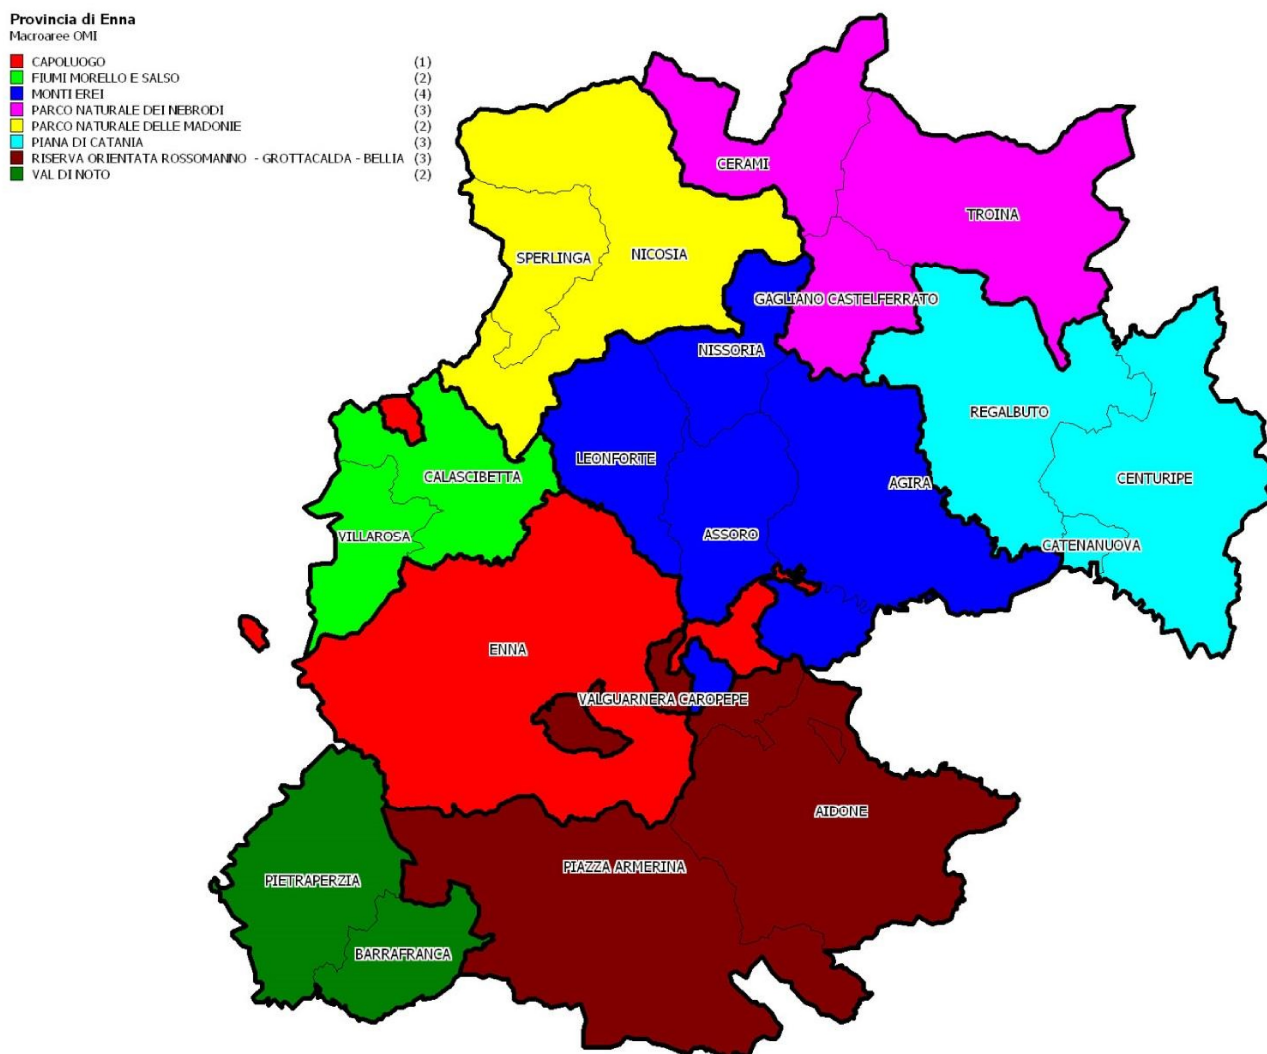 Provincia di Enna
Macroaree OMI
CAPOLUOGO (1)
FIUMI MORELLO E SALSO (2)
MONTI EREI (4)
PARCO NATURALE DEI NEBRODI (3)
PARCO NATURALE DELLE MADONIE (2)
PIANA DI CATANIA (3)
RISERVA ORIENTATA ROSSOMANNO - GROTTACALDA - BELLIA (3)
VAL DI NOTO (2)
CERAMI
TROINA
SPERLINGA
NICOSIA
GAGLIANO CASTELFERRATO
NISSORIA
REGALBUTO
LEONFORTE
CALASCIBETTA
AGIRA
CENTURIPE
VILLAROSA
ASSORO
CATENANUOVA
ENNA
VALGUARNERA CAROPEPE
AIDONE
PIAZZA ARMERINA
PIETRAPERZIA
BARRAFRANCA